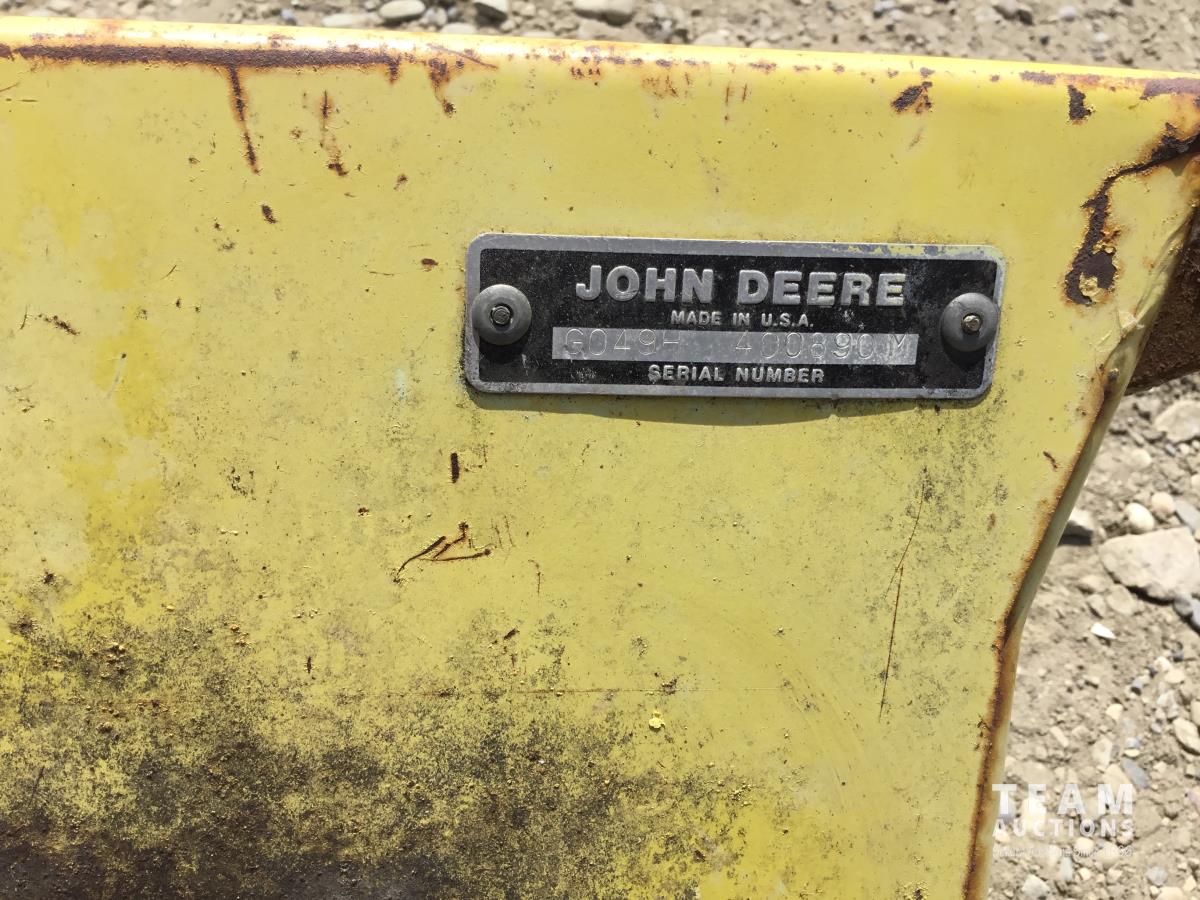 JOHN DEERE
MADE IN U.S.A.
G049H 400890M
SERIAL NUMBER
TEAM
AUCTIONS